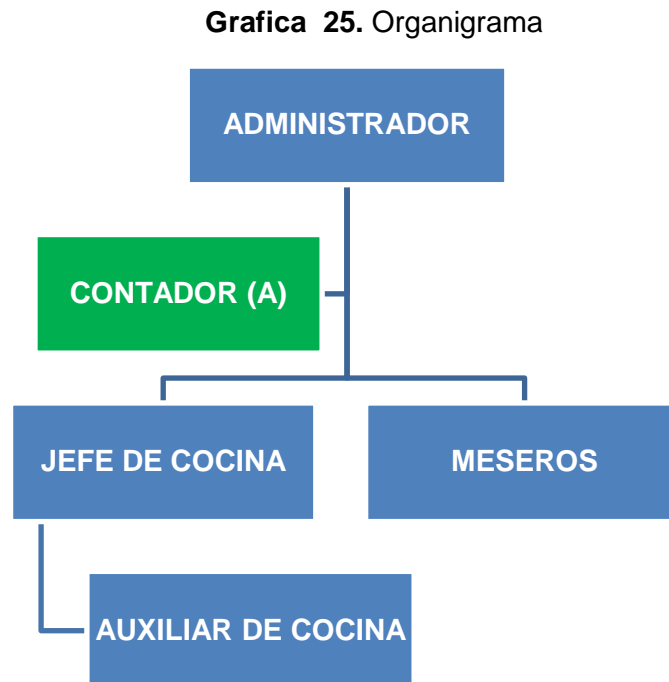 Grafica 25. Organigrama
ADMINISTRADOR
CONTADOR (A)
JEFE DE COCINA
MESEROS
AUXILIAR DE COCINA